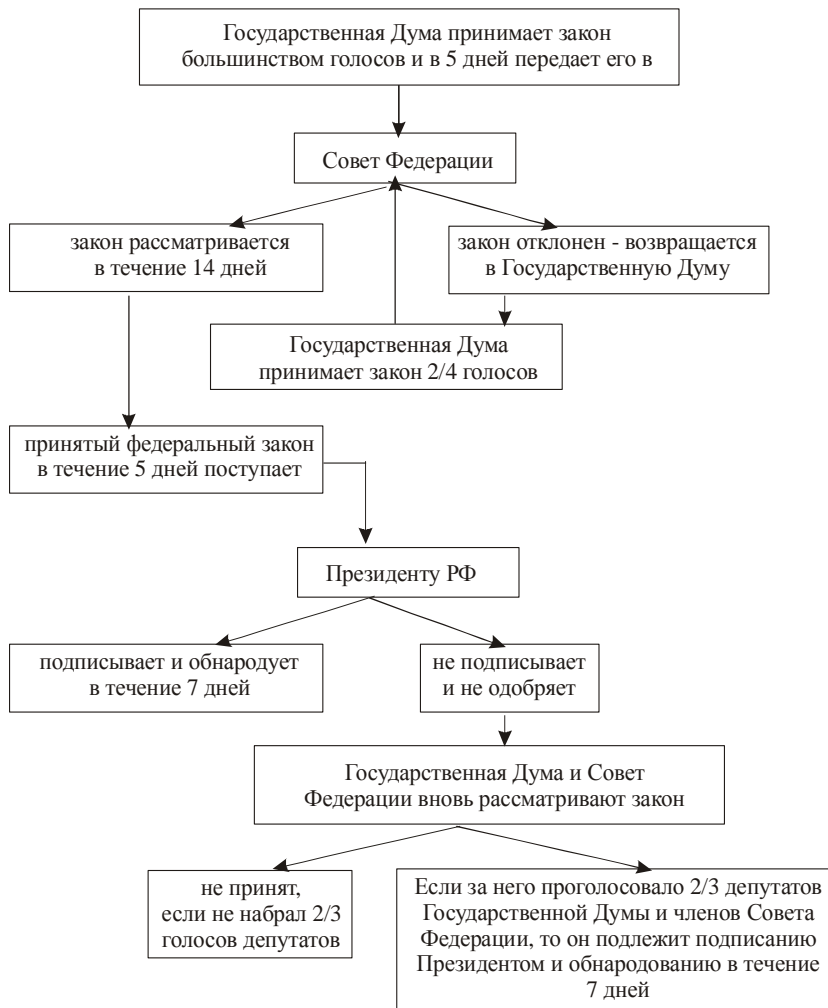 Государственная Дума принимает закон
большинством голосов и в 5 дней передает его в
Совет Федерации
закон рассматривается
в течение 14 дней
закон отклонен - возвращается
в Государственную Думу
Государственная Дума
принимает закон 2/4 голосов
принятый федеральный закон
в течение 5 дней поступает
Президенту РФ
подписывает и обнародует
в течение 7 дней
не подписывает
и не одобряет
Государственная Дума и Совет
Федерации вновь рассматривают закон
не принят,
если не набрал 2/3
голосов депутатов
Если за него проголосовало 2/3 депутатов
Государственной Думы и членов Совета
Федерации, то он подлежит подписанию
Президентом и обнародованию в течение
7 дней